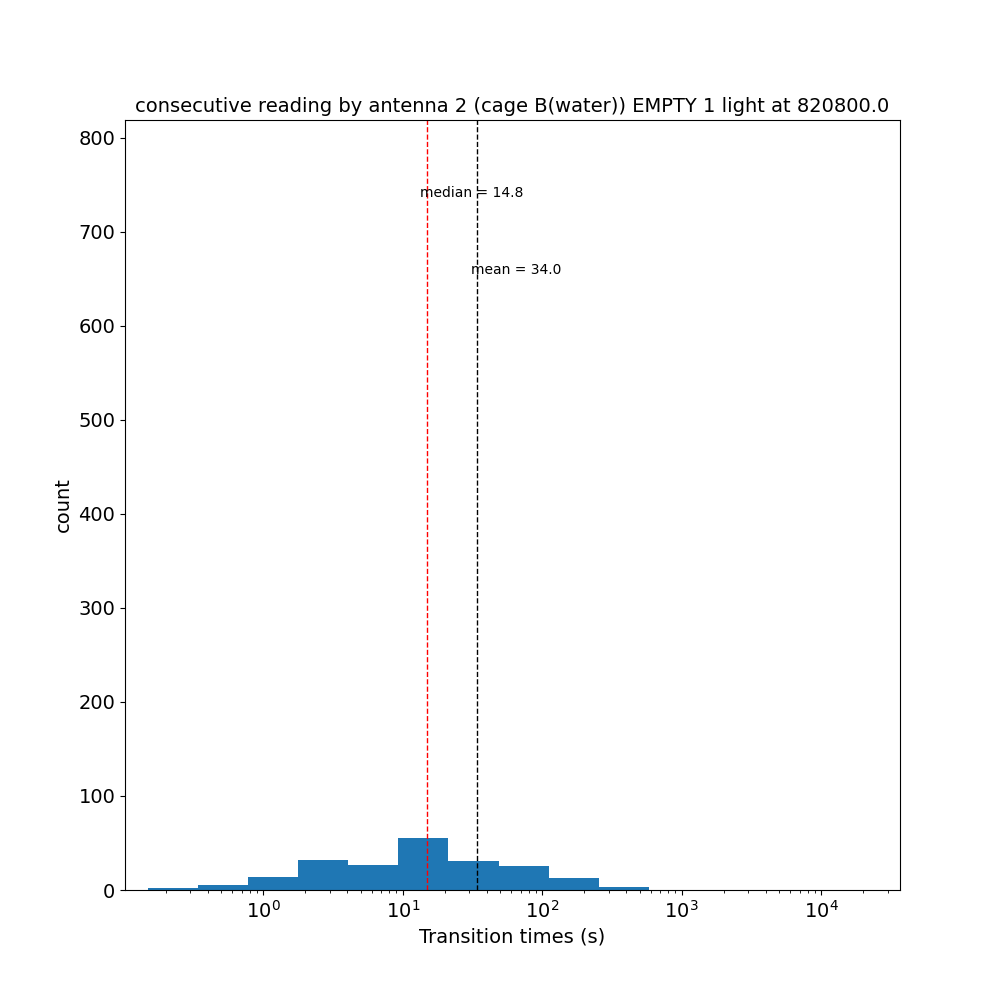 consecutive reading by antenna 2 (cage B(water)) EMPTY 1 light at 820800.0
800
median = 14.8
700
mean = 34.0
600
500
count
400
300
200
100
0
10⁰ 10¹ 10² 10³ 10⁴
Transition times (s)